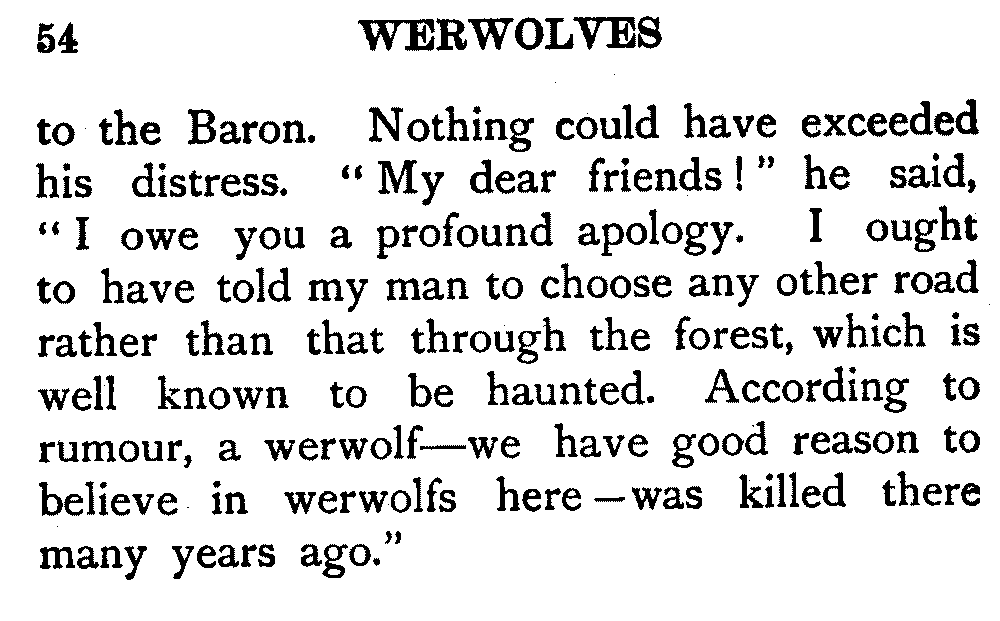 54 WERWOLVES
to the Baron. Nothing could have exceeded
his distress. “ My dear friends ! ” he said,
“ I owe you a profound apology. I ought
to have told my man to choose any other road
rather than that through the forest, which is
well known to be haunted. According to
rumour, a werwolf—we have good reason to
believe in werwolfs here —was killed there
many years ago.”